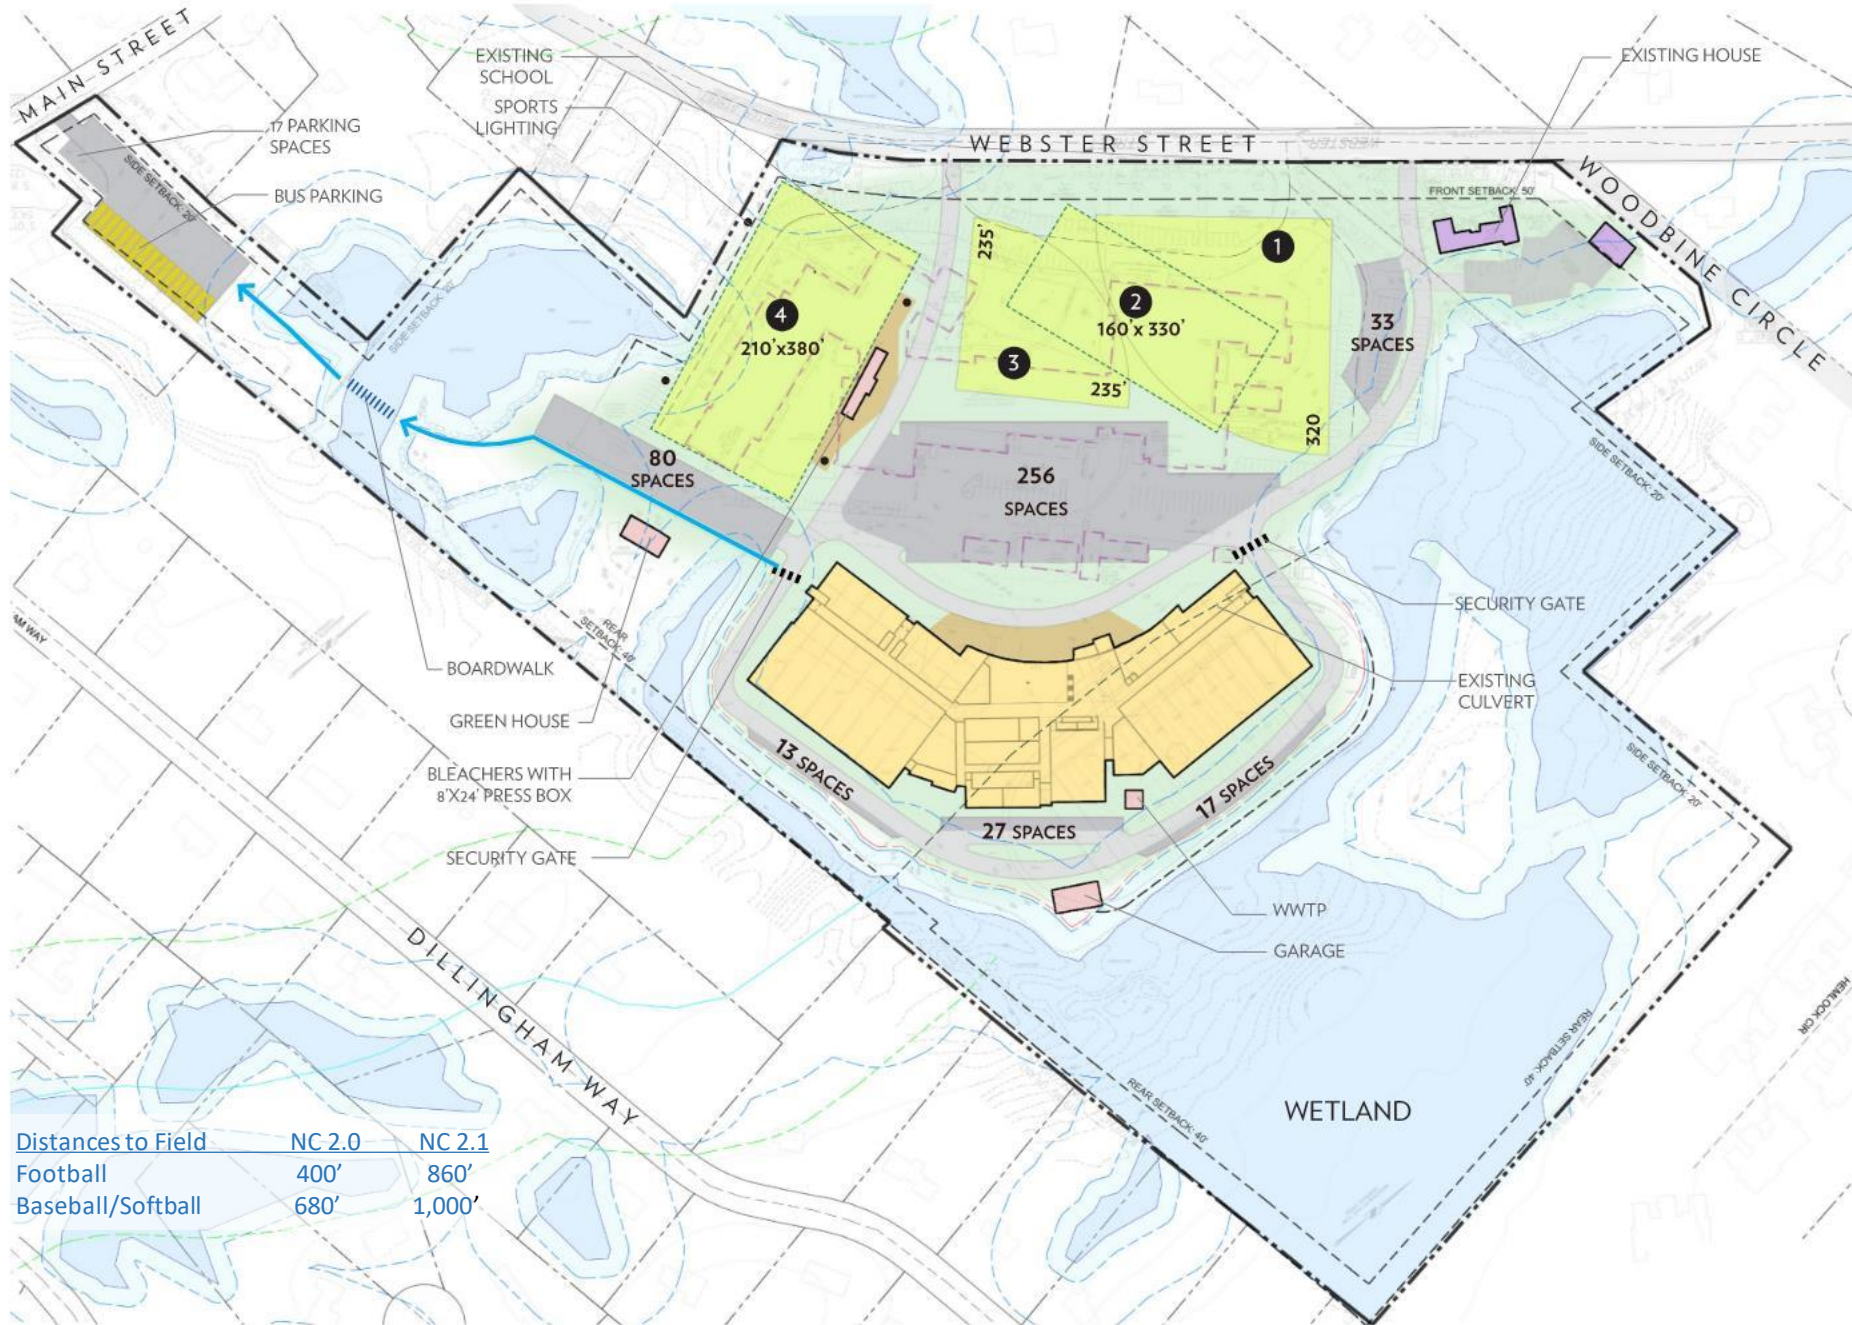 MAIN STREET
EXISTING
SCHOOL
SPORTS
LIGHTING
EXISTING HOUSE
17 PARKING
SPACES
WEBSTER STREET
WOODBINE CIRCLE
SIDE SETBACK: 20'
BUS PARKING
FRONT SETBACK: 50'
235'
1
2
160'x 330'
4
210'x380'
33
SPACES
3
235'
320
80
SPACES
256
SPACES
SIDE SETBACK: 20'
SECURITY GATE
REAR
SETBACK: 40'
BOARDWALK
EXISTING
CULVERT
GREEN HOUSE
SIDE SETBACK: 20'
BLEACHERS WITH
8'X24' PRESS BOX
13 SPACES
17 SPACES
27 SPACES
SECURITY GATE
WWTP
GARAGE
DILLINGHAM WAY
HEMLOCK CIR
REAR SETBACK: 40'
REAR SETBACK: 40'
WETLAND
Distances to Field NC 2.0 NC 2.1
Football 400' 860'
Baseball/Softball 680' 1,000'